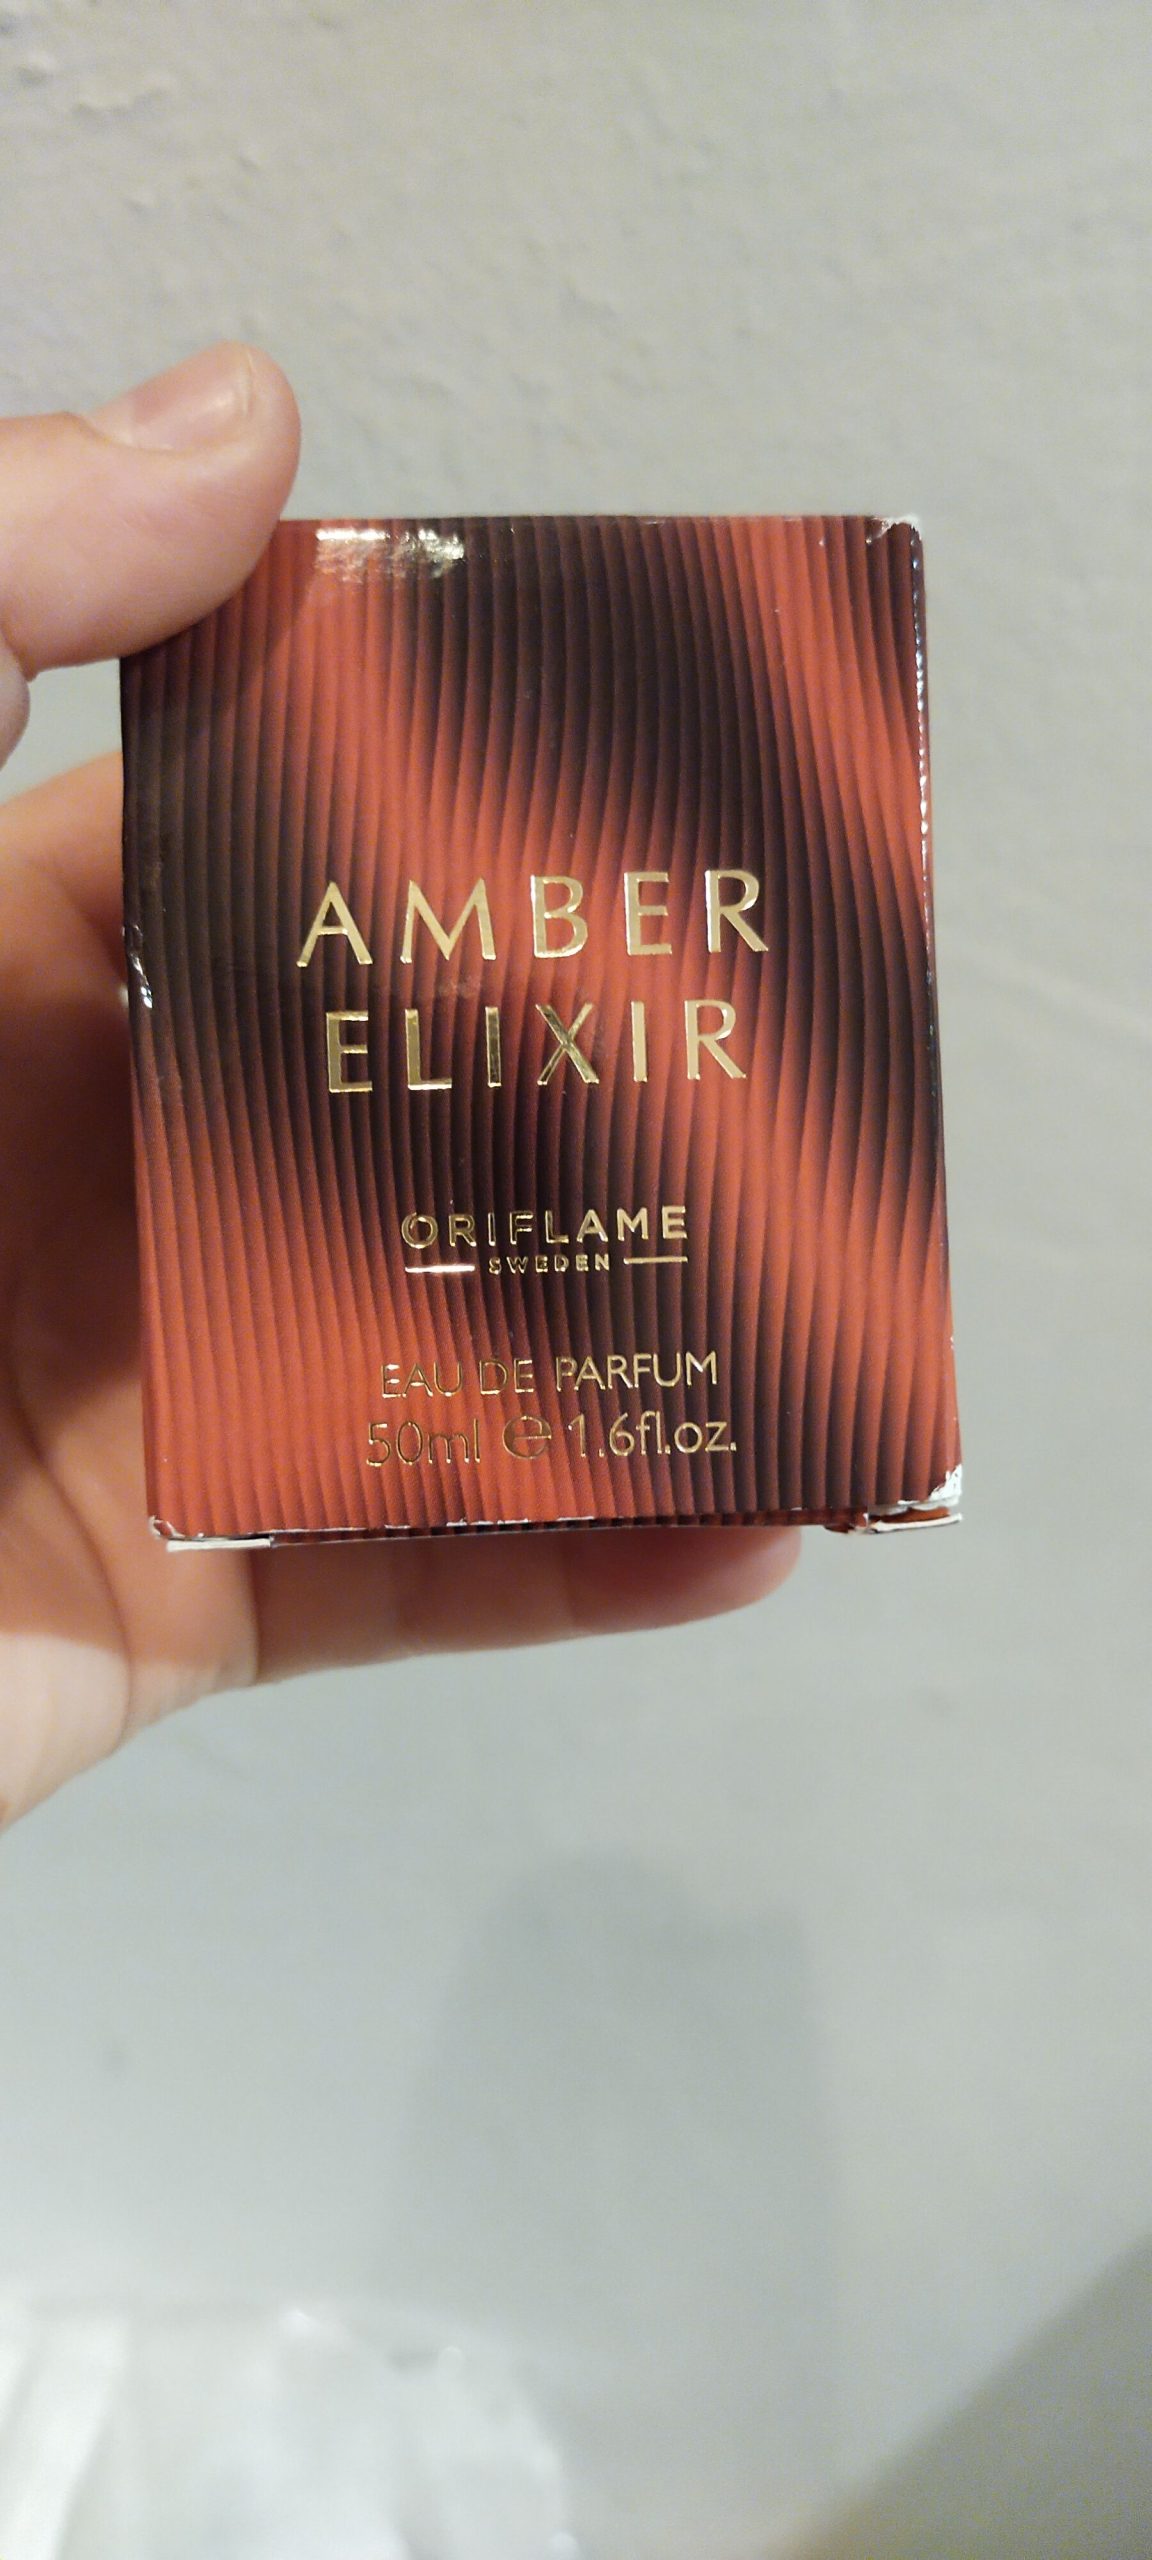 AMBER
ELIXIR
ORIFLAME
SWEDEN
EAU DE PARFUM
50ml ℮ 1.6fl.oz.